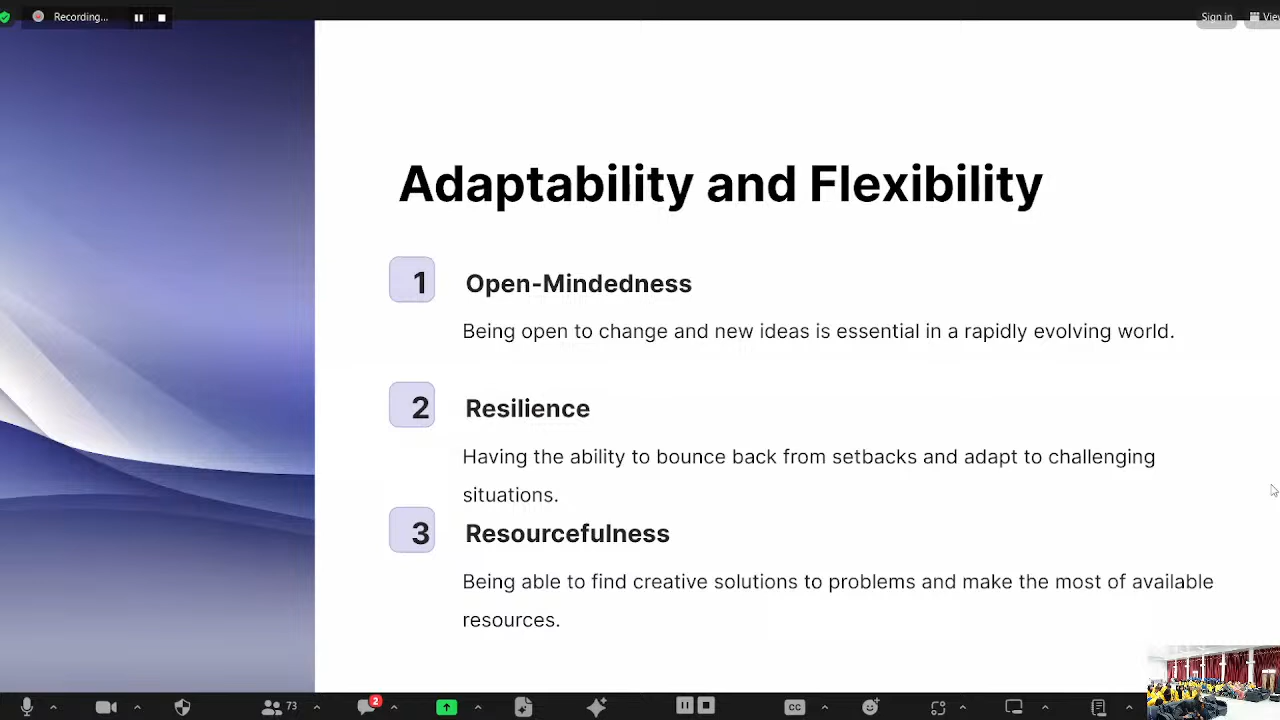 Recording...
Sign in
View
Adaptability and Flexibility
1 Open-Mindedness
Being open to change and new ideas is essential in a rapidly evolving world.
2 Resilience
Having the ability to bounce back from setbacks and adapt to challenging
situations.
3 Resourcefulness
Being able to find creative solutions to problems and make the most of available
resources.
73
2
CC